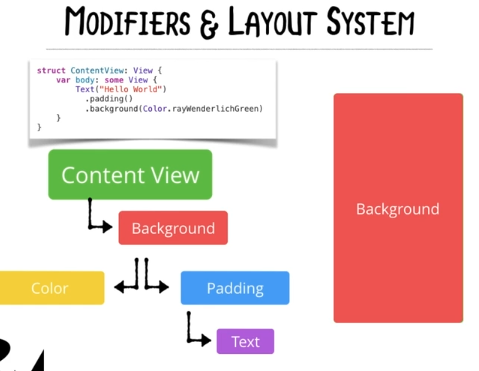 MODIFIERS & LAYOUT SYSTEM
struct ContentView: View {
    var body: some View {
        Text("Hello World")
          .padding()
          .background(Color.rayWenderlichGreen)
    }
}
Content View
Background
Color
Padding
Text
Background